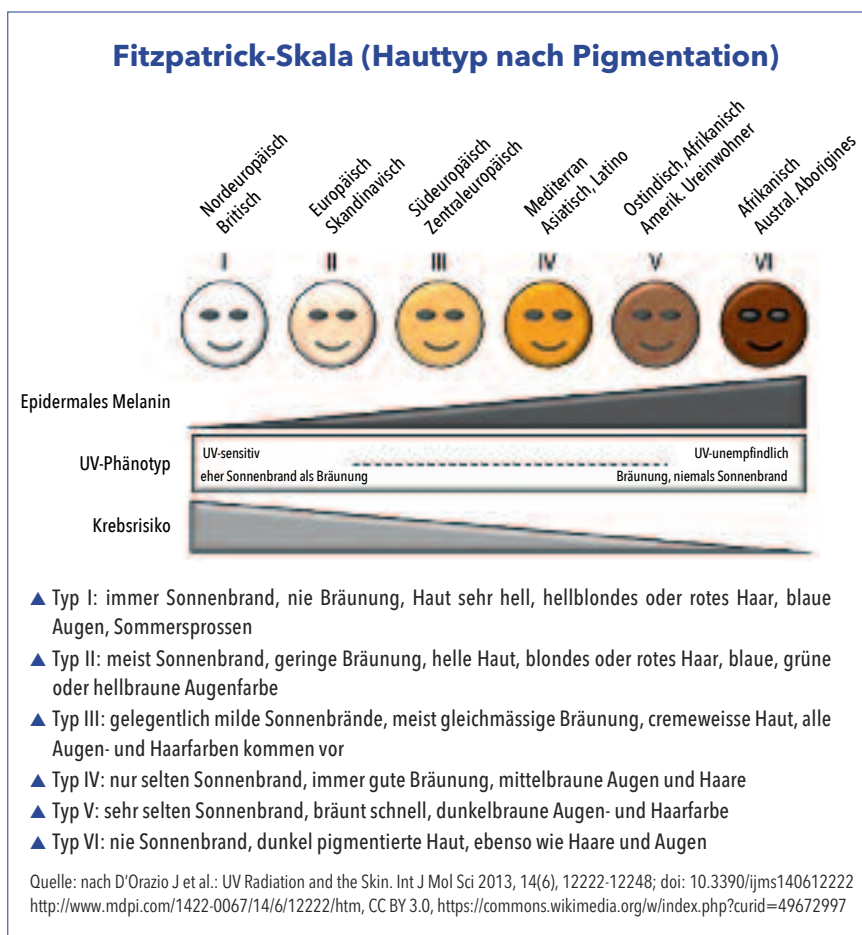 Fitzpatrick-Skala (Hauttyp nach Pigmentation)
Nordeuropäisch
Britisch
Europäisch
Skandinavisch
Südeuropäisch
Zentraleuropäisch
Mediterran
Asiatisch, Latino
Ostindisch, Afrikanisch
Amerik. Ureinwohner
Afrikanisch
Austral. Aborigines
I II III IV V VI
Epidermales Melanin
UV-Phänotyp
UV-sensitiv
eher Sonnenbrand als Bräunung
UV-unempfindlich
Bräunung, niemals Sonnenbrand
Krebsrisiko
▲ Typ I: immer Sonnenbrand, nie Bräunung, Haut sehr hell, hellblondes oder rotes Haar, blaue
Augen, Sommersprossen
▲ Typ II: meist Sonnenbrand, geringe Bräunung, helle Haut, blondes oder rotes Haar, blaue, grüne
oder hellbraune Augenfarbe
▲ Typ III: gelegentlich milde Sonnenbrände, meist gleichmässige Bräunung, cremeweisse Haut, alle
Augen- und Haarfarben kommen vor
▲ Typ IV: nur selten Sonnenbrand, immer gute Bräunung, mittelbraune Augen und Haare
▲ Typ V: sehr selten Sonnenbrand, bräunt schnell, dunkelbraune Augen- und Haarfarbe
▲ Typ VI: nie Sonnenbrand, dunkel pigmentierte Haut, ebenso wie Haare und Augen
Quelle: nach D'Orazio J et al.: UV Radiation and the Skin. Int J Mol Sci 2013, 14(6), 12222-12248; doi: 10.3390/ijms140612222
http://www.mdpi.com/1422-0067/14/6/12222/htm, CC BY 3.0, https://commons.wikimedia.org/w/index.php?curid=49672997